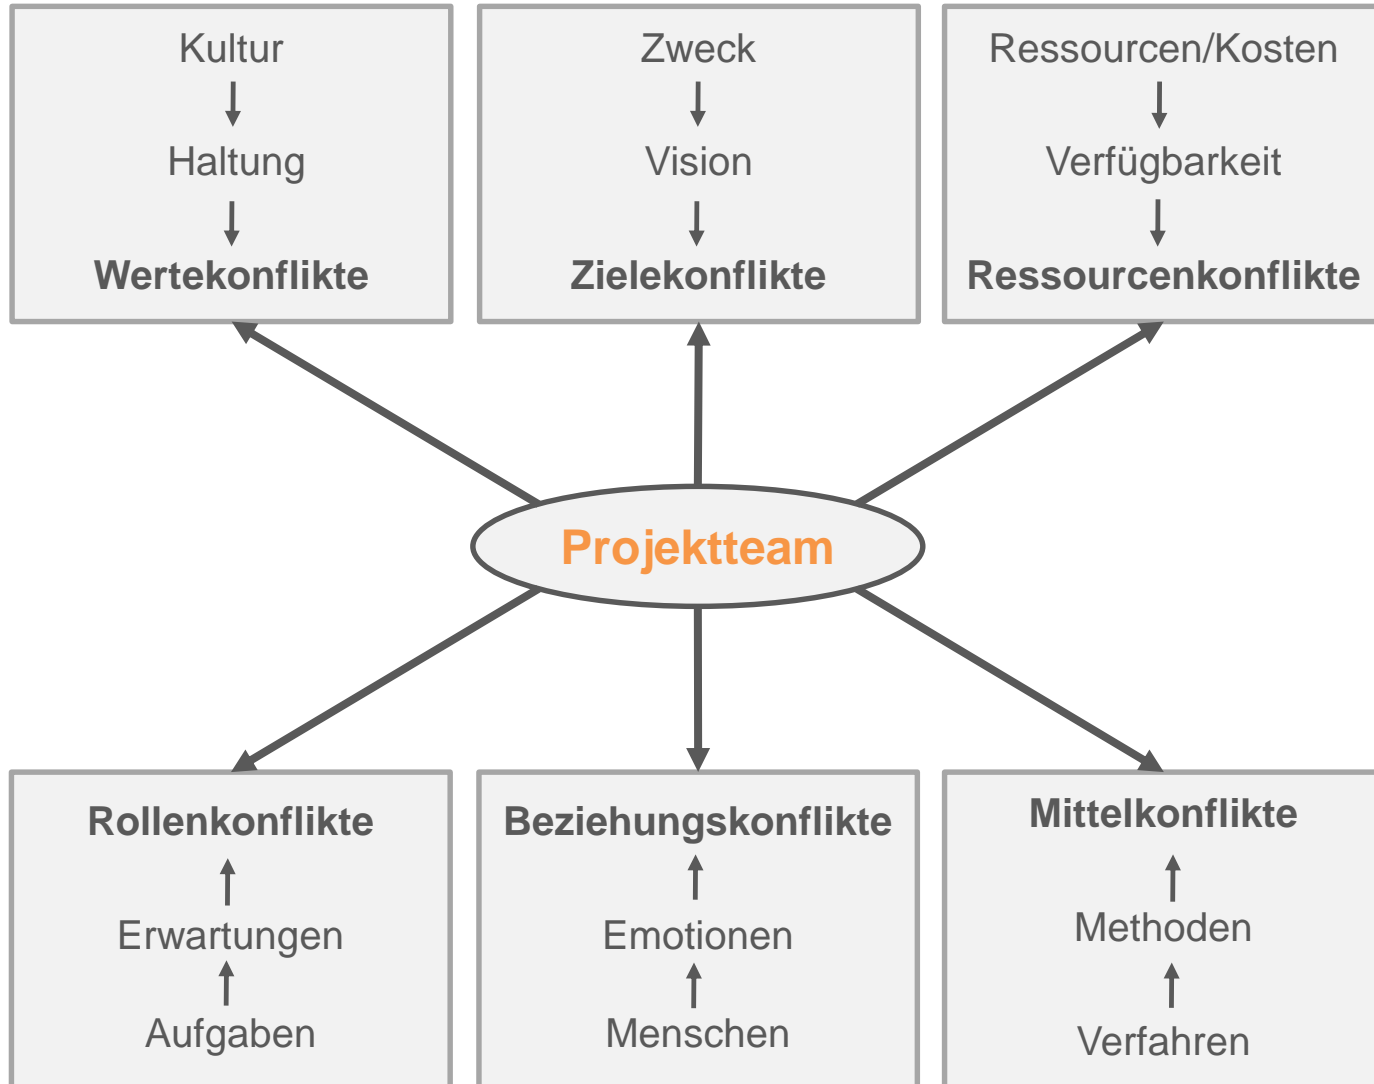 Kultur
Haltung
Wertekonflikte
Zweck
Vision
Zielekonflikte
Ressourcen/Kosten
Verfügbarkeit
Ressourcenkonflikte
Projektteam
Rollenkonflikte
Erwartungen
Aufgaben
Beziehungskonflikte
Emotionen
Menschen
Mittelkonflikte
Methoden
Verfahren